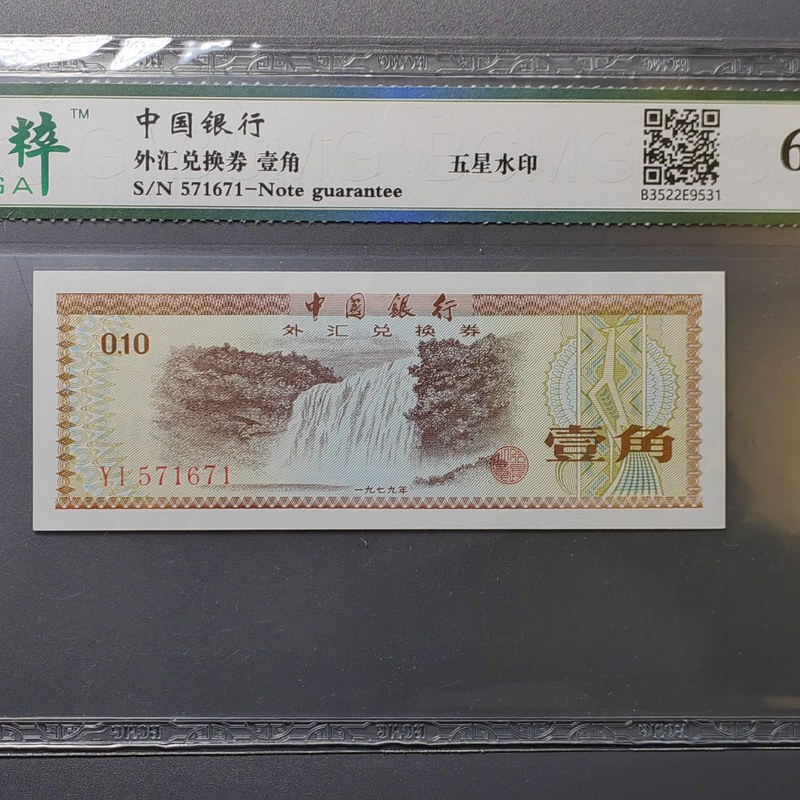 粹 ™
GA
中国银行
外汇兑换券 壹角
S/N 571671-Note guarantee
五星水印
B3522E9531
6
中国银行
外汇兑换券
0.10
壹角
YI 571671
一九七九年